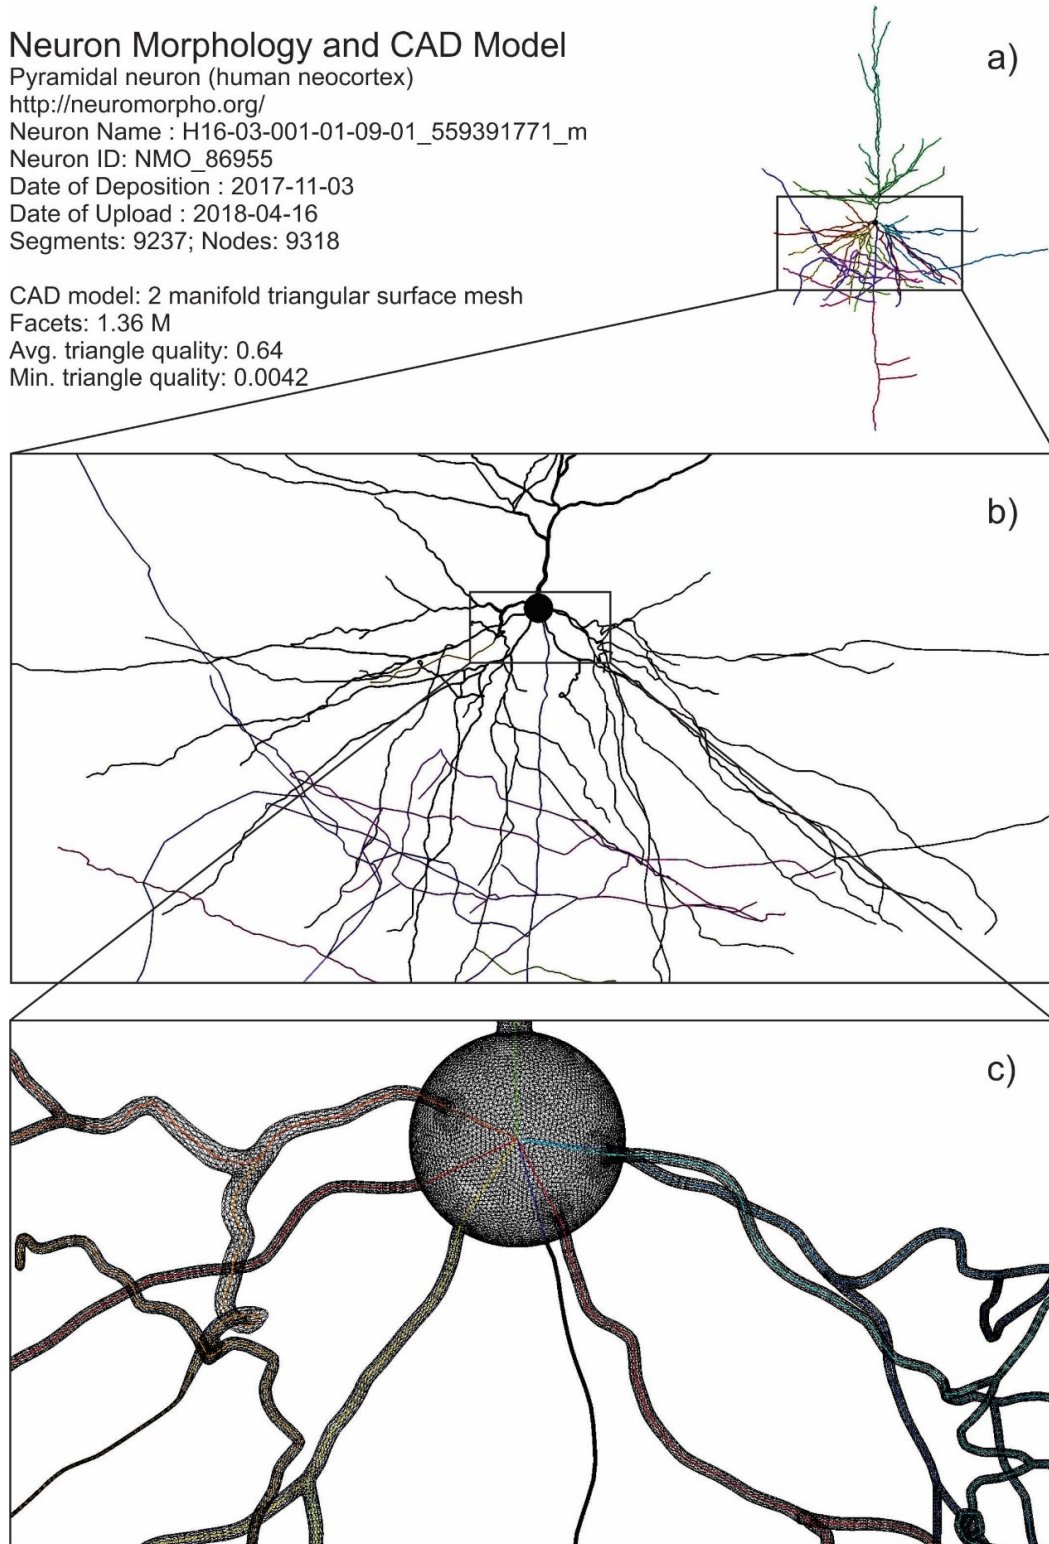 Neuron Morphology and CAD Model
Pyramidal neuron (human neocortex)
http://neuromorpho.org/
Neuron Name : H16-03-001-01-09-01_559391771_m
Neuron ID: NMO_86955
Date of Deposition : 2017-11-03
Date of Upload : 2018-04-16
Segments: 9237; Nodes: 9318
CAD model: 2 manifold triangular surface mesh
Facets: 1.36 M
Avg. triangle quality: 0.64
Min. triangle quality: 0.0042
a)
b)
c)